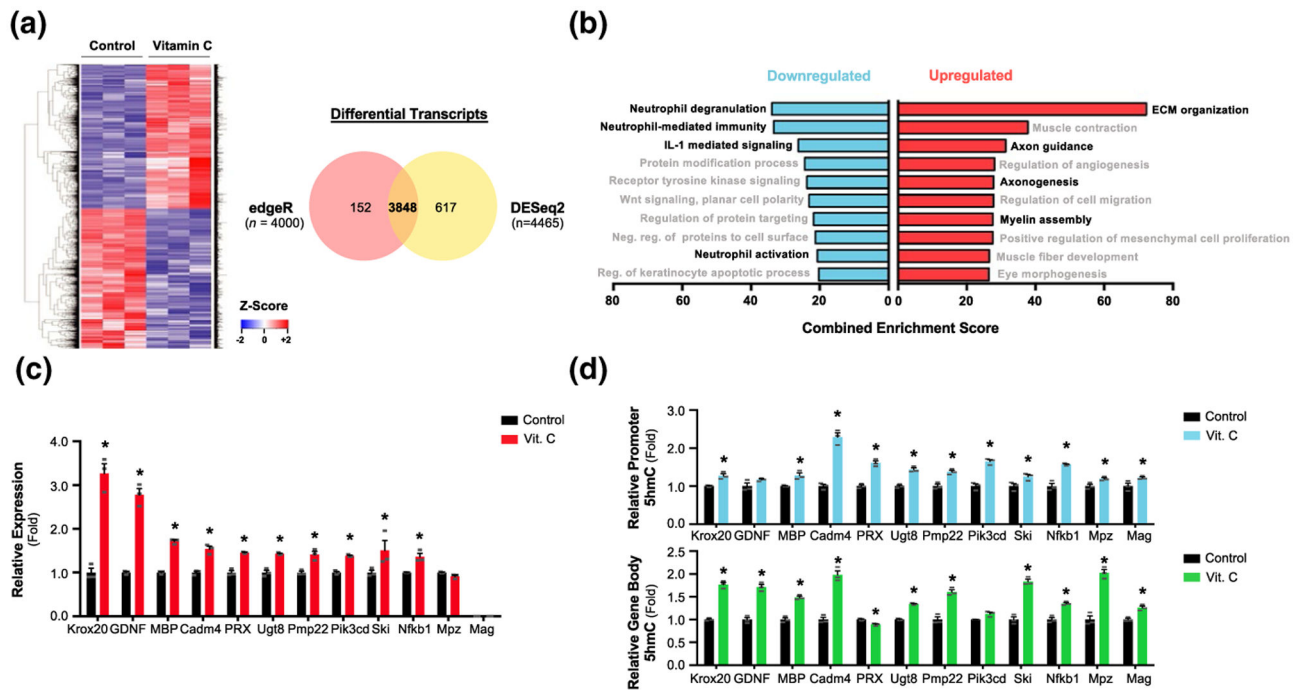 (a)
Control Vitamin C
Z-Score
-2 0 +2
Differential Transcripts
edgeR
(n = 4000)
152 3848 617
DESeq2
(n=4465)
(b)
Downregulated Upregulated
Neutrophil degranulation ECM organization
Neutrophil-mediated immunity Muscle contraction
IL-1 mediated signaling Axon guidance
Protein modification process Regulation of angiogenesis
Receptor tyrosine kinase signaling Axonogenesis
Wnt signaling, planar cell polarity Regulation of cell migration
Regulation of protein targeting Myelin assembly
Neg. reg. of proteins to cell surface Positive regulation of mesenchymal cell proliferation
Neutrophil activation Muscle fiber development
Reg. of keratinocyte apoptotic process Eye morphogenesis
80 60 40 20 0 0 20 40 60 80
Combined Enrichment Score
(c)
Control
Vit. C
Relative Expression
(Fold)
4.0
3.0
2.0
1.0
0.0
* * * * * * * * * *
Krox20 GDNF MBP Cadm4 PRX Ugt8 Pmp22 Pik3cd Ski Nfkb1 Mpz Mag
(d)
Relative Promoter
5hmC (Fold)
3.0
2.0
1.0
0.0
* * * * * * * * * * *
Control
Vit. C
Krox20 GDNF MBP Cadm4 PRX Ugt8 Pmp22 Pik3cd Ski Nfkb1 Mpz Mag
Relative Gene Body
5hmC (Fold)
2.5
2.0
1.5
1.0
0.5
0.0
* * * * * * * * * * *
Control
Vit. C
Krox20 GDNF MBP Cadm4 PRX Ugt8 Pmp22 Pik3cd Ski Nfkb1 Mpz Mag